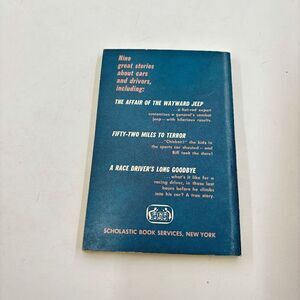 Nine
great stories
about cars
and drivers,
including:
THE AFFAIR OF THE WAYWARD JEEP
. . . a hot-rod expert
customizes a general's combat
jeep—with hilarious results.
FIFTY-TWO MILES TO TERROR
. . . "Chicken!" the kids in
the sports car shouted—and
Bill took the dare!
A RACE DRIVER'S LONG GOODBYE
. . . what's it like for a
racing driver, in those last
hours before he climbs
into his car? A true story.
SCHOLASTIC BOOK SERVICES, NEW YORK